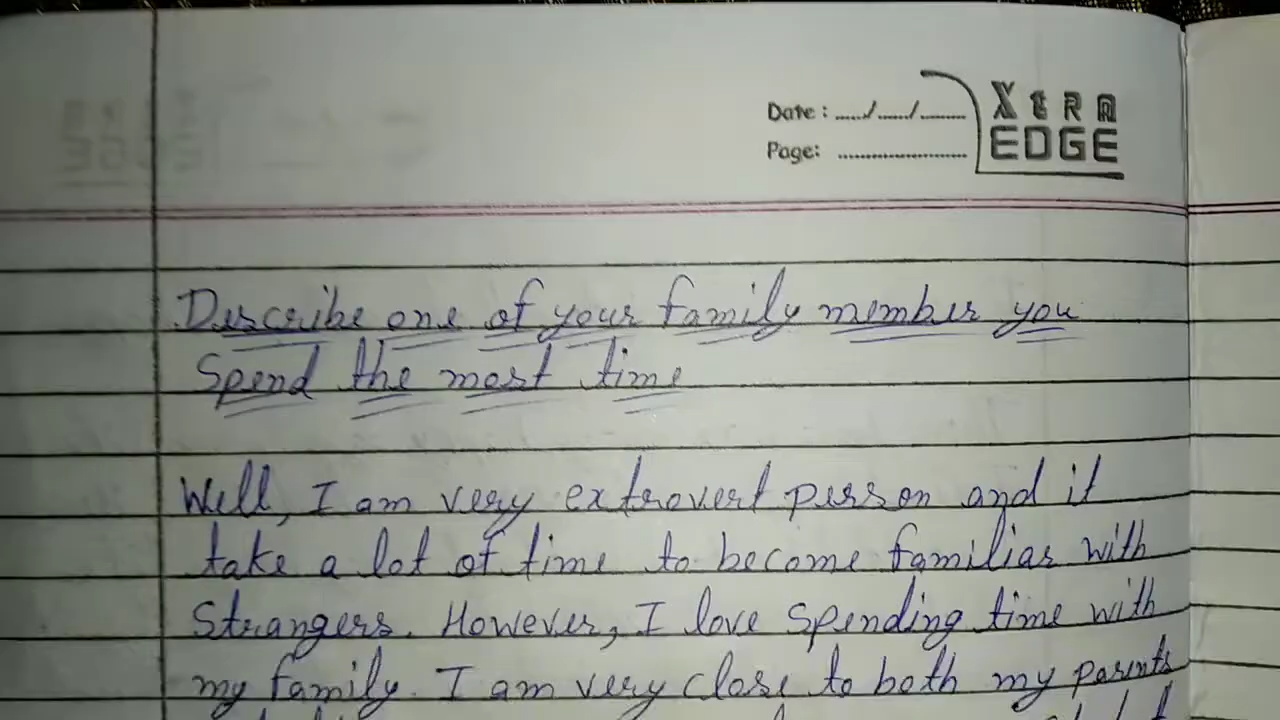 Date : ...../...../........
Page: ......................
XtRA
EDGE
Describe one of your family member you
Spend the most time
Well, I am very extrovert person and it
take a lot of time to become familiar with
Strangers. However, I love spending time with
my family. I am very close to both my parents